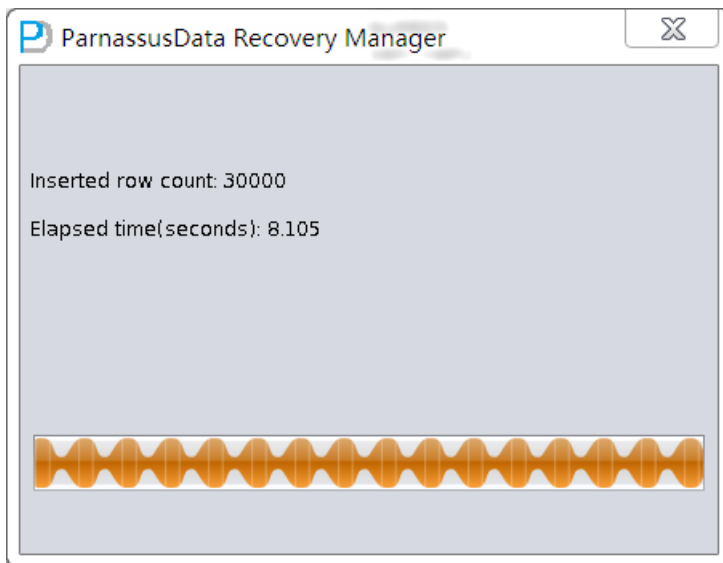 ParnassusData Recovery Manager
Inserted row count: 30000
Elapsed time(seconds): 8.105